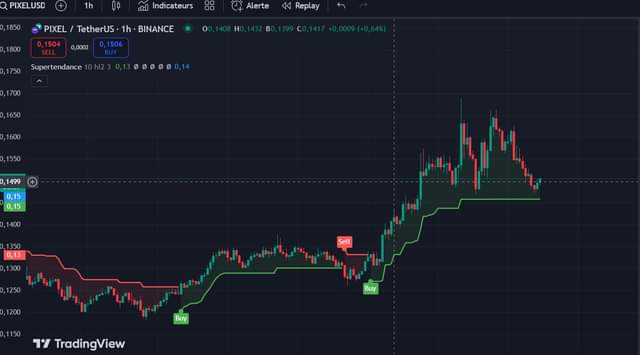 PIXELUSD 1h Indicateurs Alerte Replay
PIXEL / TetherUS · 1h · BINANCE O0,1408 H0,1432 B0,1399 C0,1417 +0,0009 (+0,64%)
0,1504 SELL 0,0002 0,1506 BUY
Supertendance 10 hl2 3 0,13 Ø Ø Ø Ø Ø 0,14
0,1850
0,1800
0,1700
0,1650
0,1600
0,1550
0,1499
0,15
0,15
0,1400
0,1350
0,13
0,1300
0,1250
0,1200
0,1150
Sell
Buy
Buy
TradingView